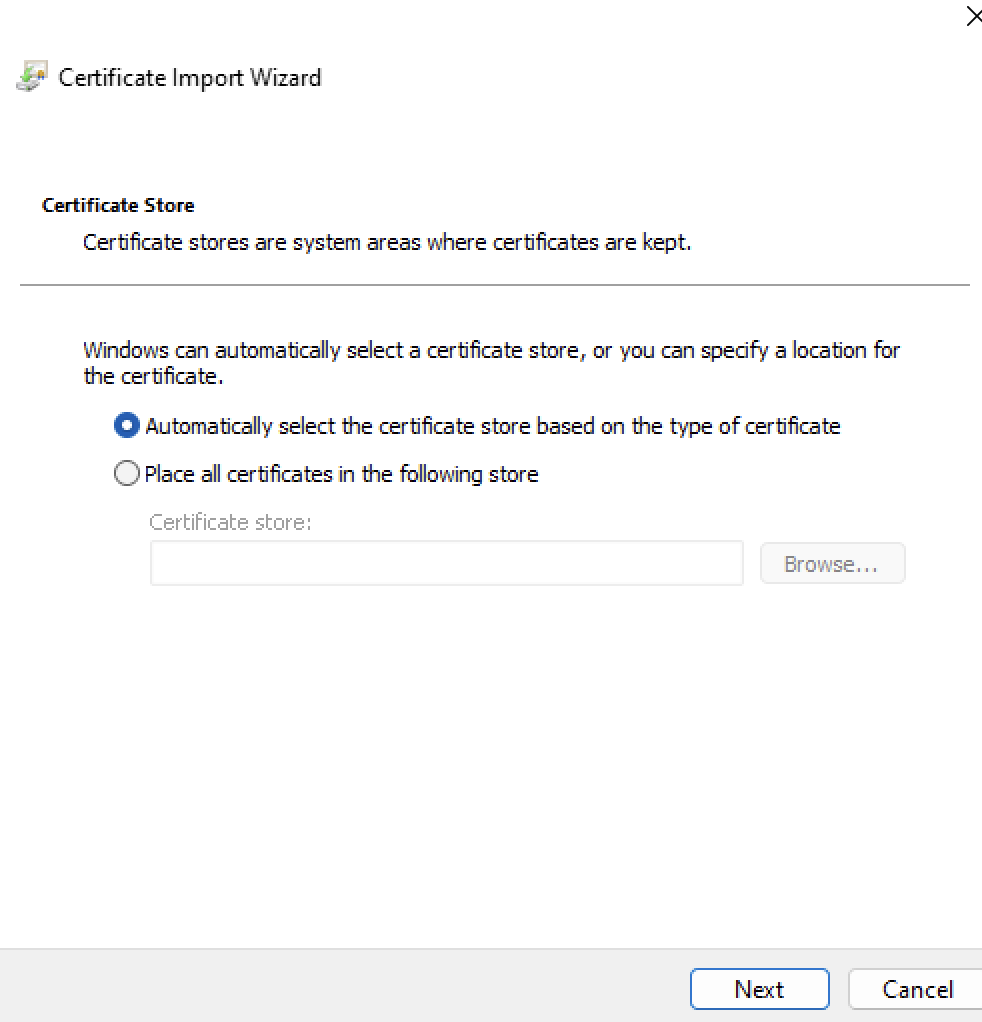 Certificate Import Wizard
Certificate Store
Certificate stores are system areas where certificates are kept.
Windows can automatically select a certificate store, or you can specify a location for
the certificate.
Automatically select the certificate store based on the type of certificate
Place all certificates in the following store
Certificate store:
Browse...
Next
Cancel